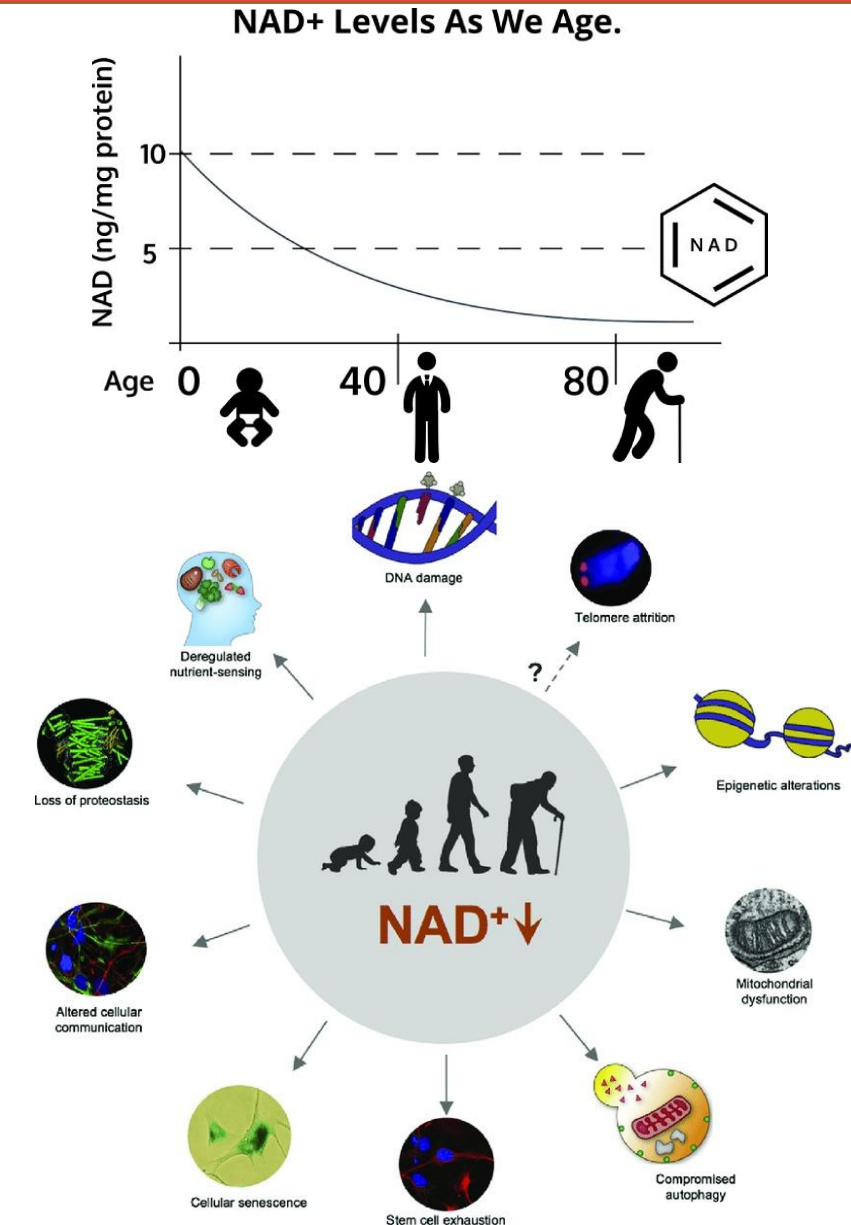 NAD+ Levels As We Age.
NAD (ng/mg protein)
10
5
NAD
Age 0 40 80
DNA damage
Telomere attrition
Deregulated
nutrient-sensing
?
Epigenetic alterations
Loss of proteostasis
NAD+↓
Mitochondrial
dysfunction
Altered cellular
communication
Compromised
autophagy
Cellular senescence
Stem cell exhaustion